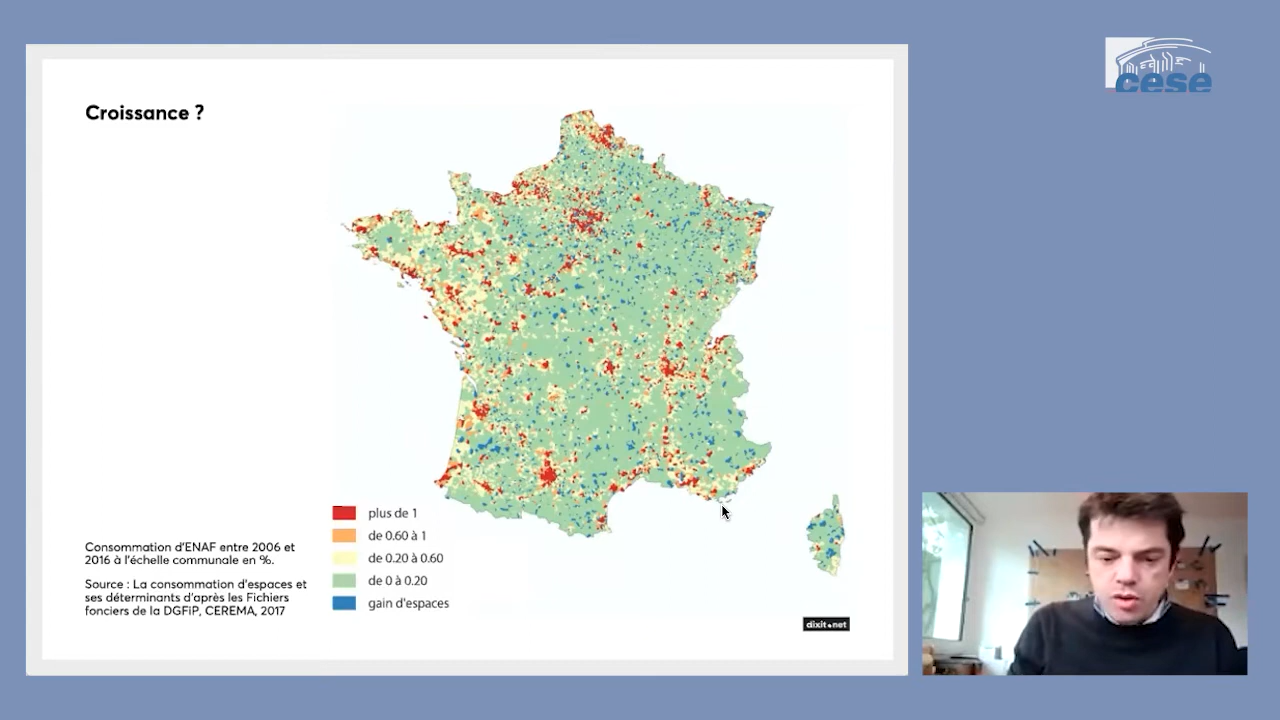 cese
Croissance ?
plus de 1
de 0.60 à 1
de 0.20 à 0.60
de 0 à 0.20
gain d'espaces
Consommation d'ENAF entre 2006 et
2016 à l'échelle communale en %.
Source : La consommation d'espaces et
ses déterminants d'après les Fichiers
fonciers de la DGFiP, CEREMA, 2017
dixit.net